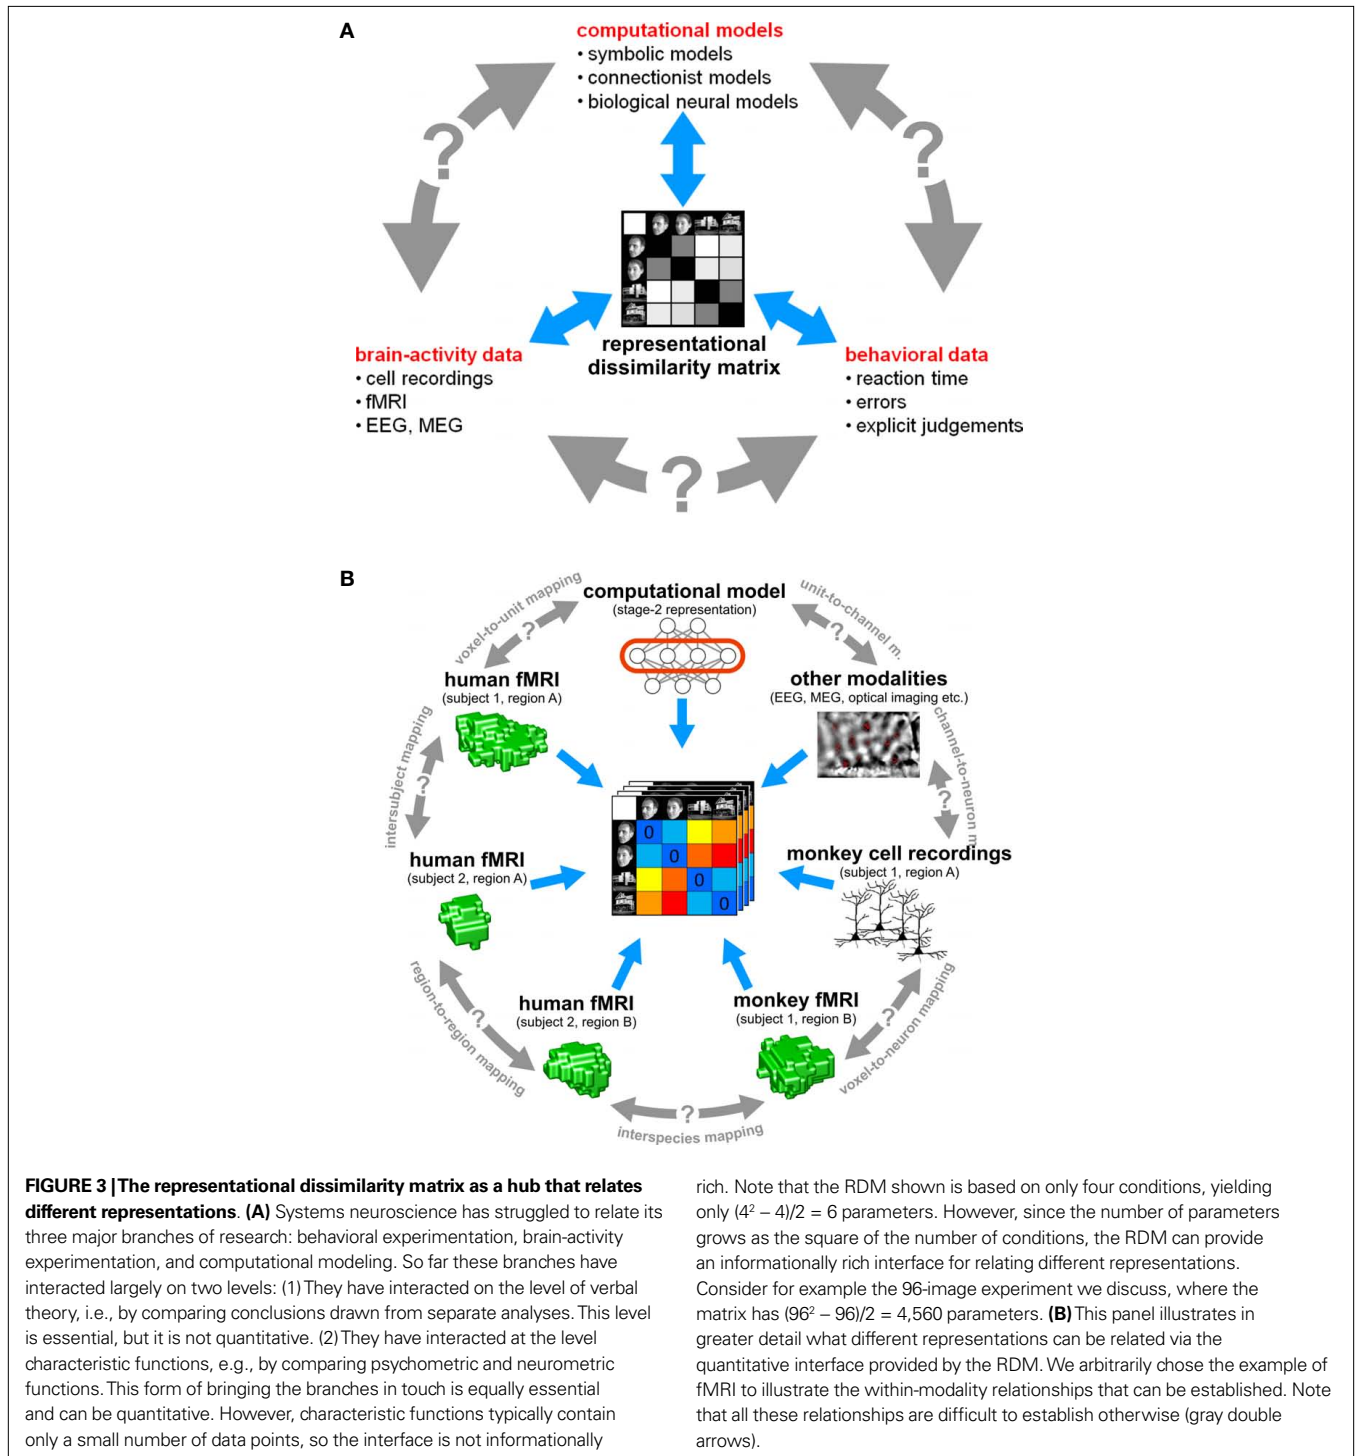 A
computational models
• symbolic models
• connectionist models
• biological neural models
?
?
representational
dissimilarity matrix
brain-activity data
• cell recordings
• fMRI
• EEG, MEG
behavioral data
• reaction time
• errors
• explicit judgements
?
B
computational model
(stage-2 representation)
voxel-to-unit mapping
?
unit-to-channel m.
?
human fMRI
(subject 1, region A)
other modalities
(EEG, MEG, optical imaging etc.)
intersubject mapping
?
channel-to-neuron m
?
0
0
0
0
human fMRI
(subject 2, region A)
monkey cell recordings
(subject 1, region A)
region-to-region mapping
?
human fMRI
(subject 2, region B)
monkey fMRI
(subject 1, region B)
voxel-to-neuron mapping
?
?
interspecies mapping
FIGURE 3 | The representational dissimilarity matrix as a hub that relates
different representations. (A) Systems neuroscience has struggled to relate its
three major branches of research: behavioral experimentation, brain-activity
experimentation, and computational modeling. So far these branches have
interacted largely on two levels: (1) They have interacted on the level of verbal
theory, i.e., by comparing conclusions drawn from separate analyses. This level
is essential, but it is not quantitative. (2) They have interacted at the level
characteristic functions, e.g., by comparing psychometric and neurometric
functions. This form of bringing the branches in touch is equally essential
and can be quantitative. However, characteristic functions typically contain
only a small number of data points, so the interface is not informationally
rich. Note that the RDM shown is based on only four conditions, yielding
only (4² – 4)/2 = 6 parameters. However, since the number of parameters
grows as the square of the number of conditions, the RDM can provide
an informationally rich interface for relating different representations.
Consider for example the 96-image experiment we discuss, where the
matrix has (96² – 96)/2 = 4,560 parameters. (B) This panel illustrates in
greater detail what different representations can be related via the
quantitative interface provided by the RDM. We arbitrarily chose the example of
fMRI to illustrate the within-modality relationships that can be established. Note
that all these relationships are difficult to establish otherwise (gray double
arrows).